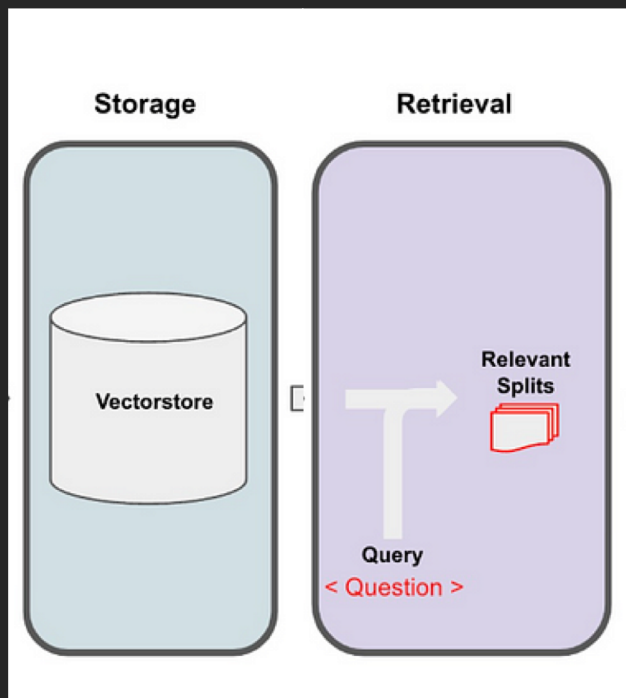 Storage
Retrieval
Vectorstore
Relevant
Splits
Query
< Question >